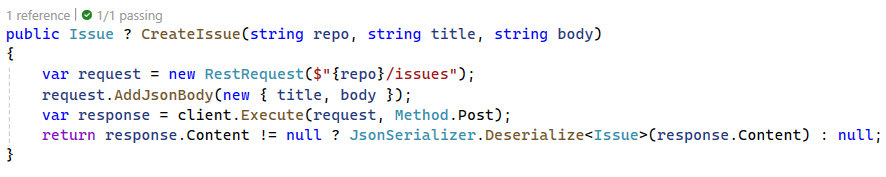 1 reference | 1/1 passing
public Issue ? CreateIssue(string repo, string title, string body)
{
    var request = new RestRequest($"{repo}/issues");
    request.AddJsonBody(new { title, body });
    var response = client.Execute(request, Method.Post);
    return response.Content != null ? JsonSerializer.Deserialize<Issue>(response.Content) : null;
}